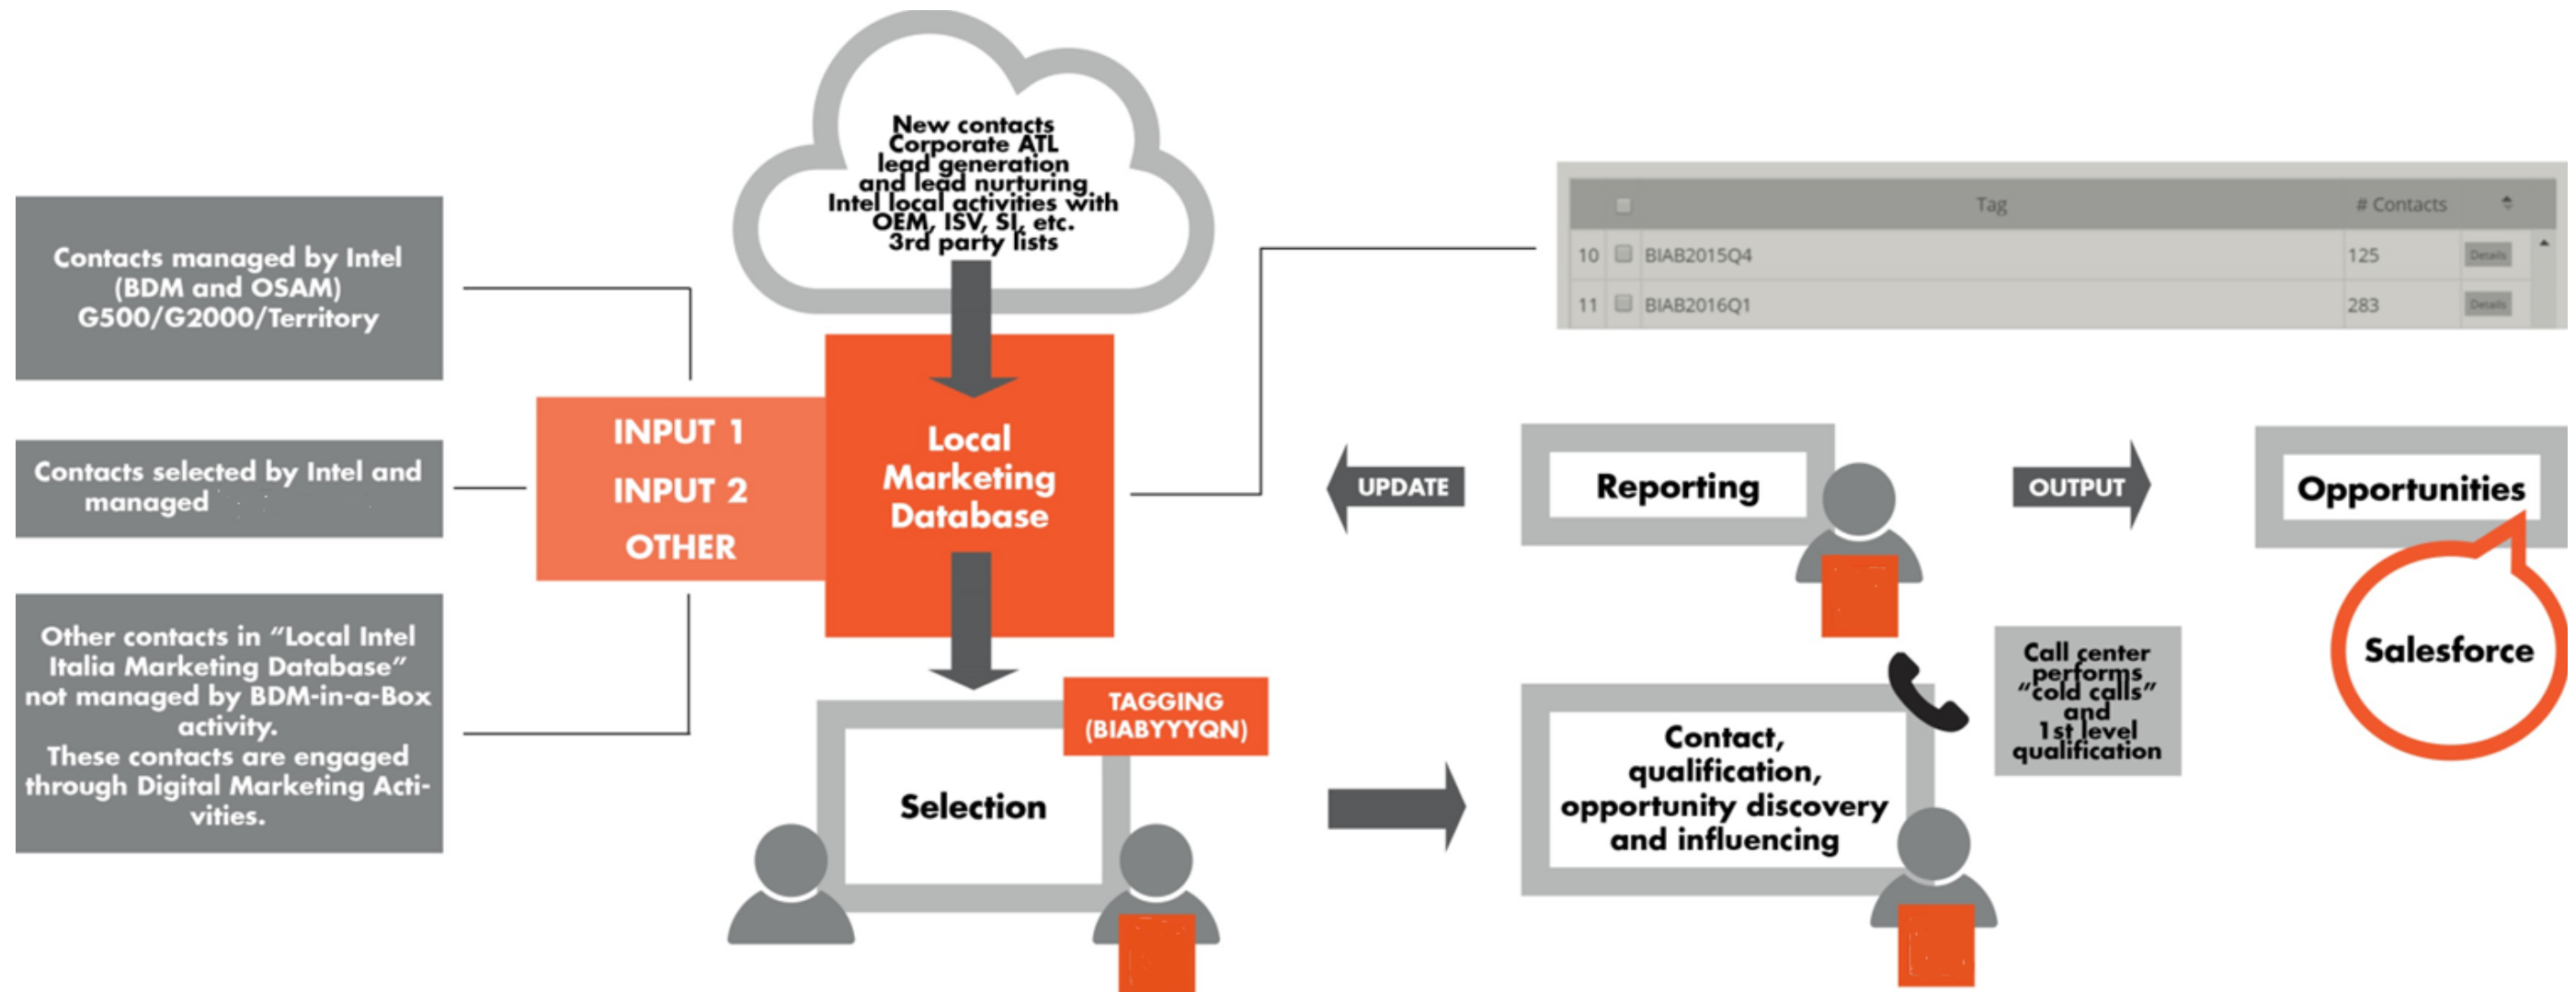 New contacts
Corporate ATL
lead generation
and lead nurturing
Intel local activities with
OEM, ISV, SI, etc.
3rd party lists
Contacts managed by Intel
(BDM and OSAM)
G500/G2000/Territory
Contacts selected by Intel and
managed
Other contacts in “Local Intel
Italia Marketing Database”
not managed by BDM-in-a-Box
activity.
These contacts are engaged
through Digital Marketing Acti-
vities.
INPUT 1
INPUT 2
OTHER
Local
Marketing
Database
Tag # Contacts
10 BIAB2015Q4 125 Details
11 BIAB2016Q1 283 Details
UPDATE
Reporting
OUTPUT
Opportunities
Salesforce
TAGGING
(BIABYYYQN)
Selection
Contact,
qualification,
opportunity discovery
and influencing
Call center
performs
“cold calls”
and
1st level
qualification